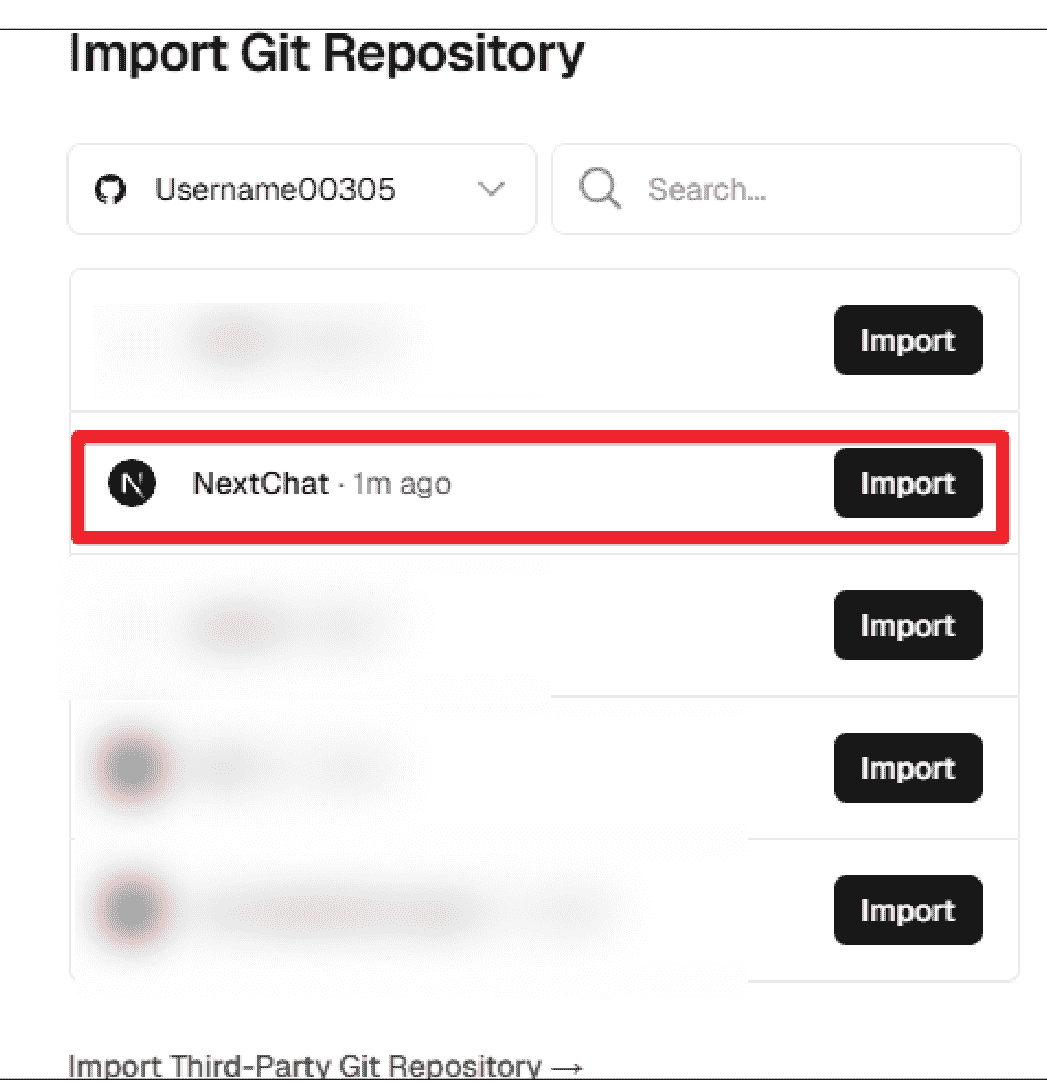 Import Git Repository
Username00305
Search...
Import
NextChat · 1m ago
Import
Import
Import
Import
Import Third-Party Git Repository →